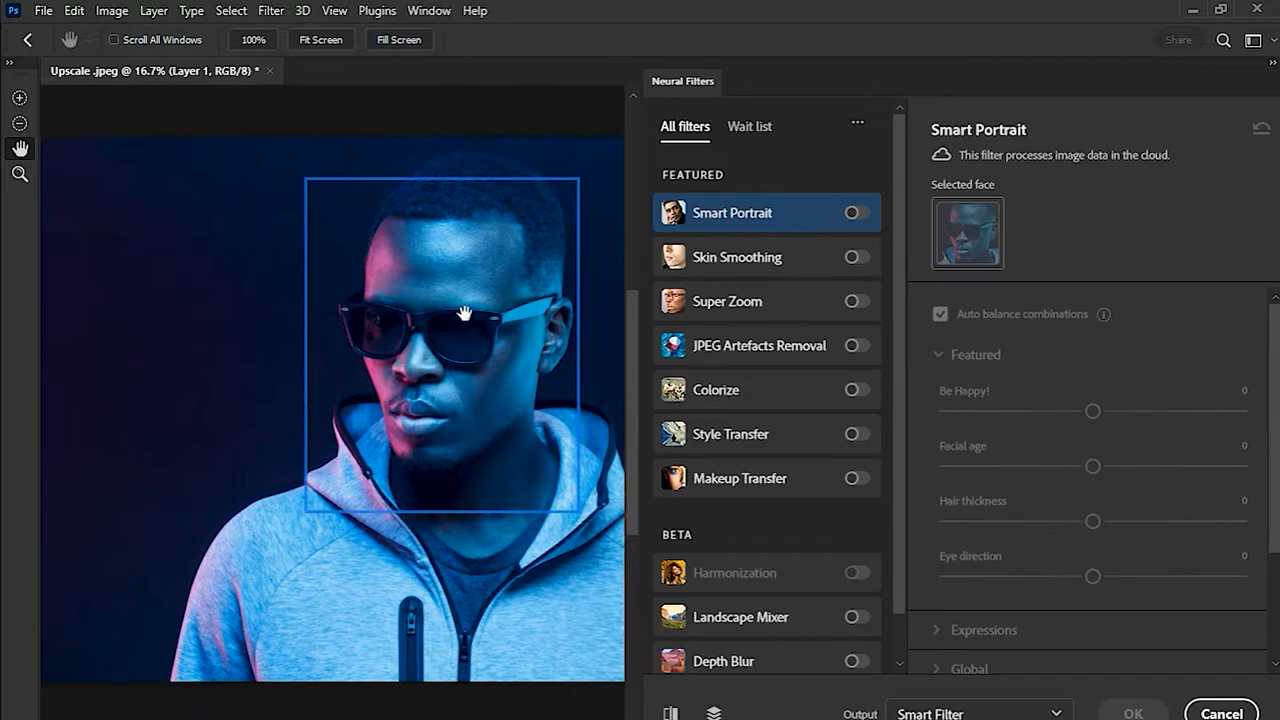 Ps File Edit Image Layer Type Select Filter 3D View Plugins Window Help
Scroll All Windows 100% Fit Screen Fill Screen Share
Upscale .jpeg @ 16.7% (Layer 1, RGB/8) *
Neural Filters
All filters Wait list
FEATURED
Smart Portrait
Skin Smoothing
Super Zoom
JPEG Artefacts Removal
Colorize
Style Transfer
Makeup Transfer
BETA
Harmonization
Landscape Mixer
Depth Blur
Smart Portrait
This filter processes image data in the cloud.
Selected face
Auto balance combinations
Featured
Be Happy! 0
Facial age 0
Hair thickness 0
Eye direction 0
Expressions
Global
Output Smart Filter OK Cancel